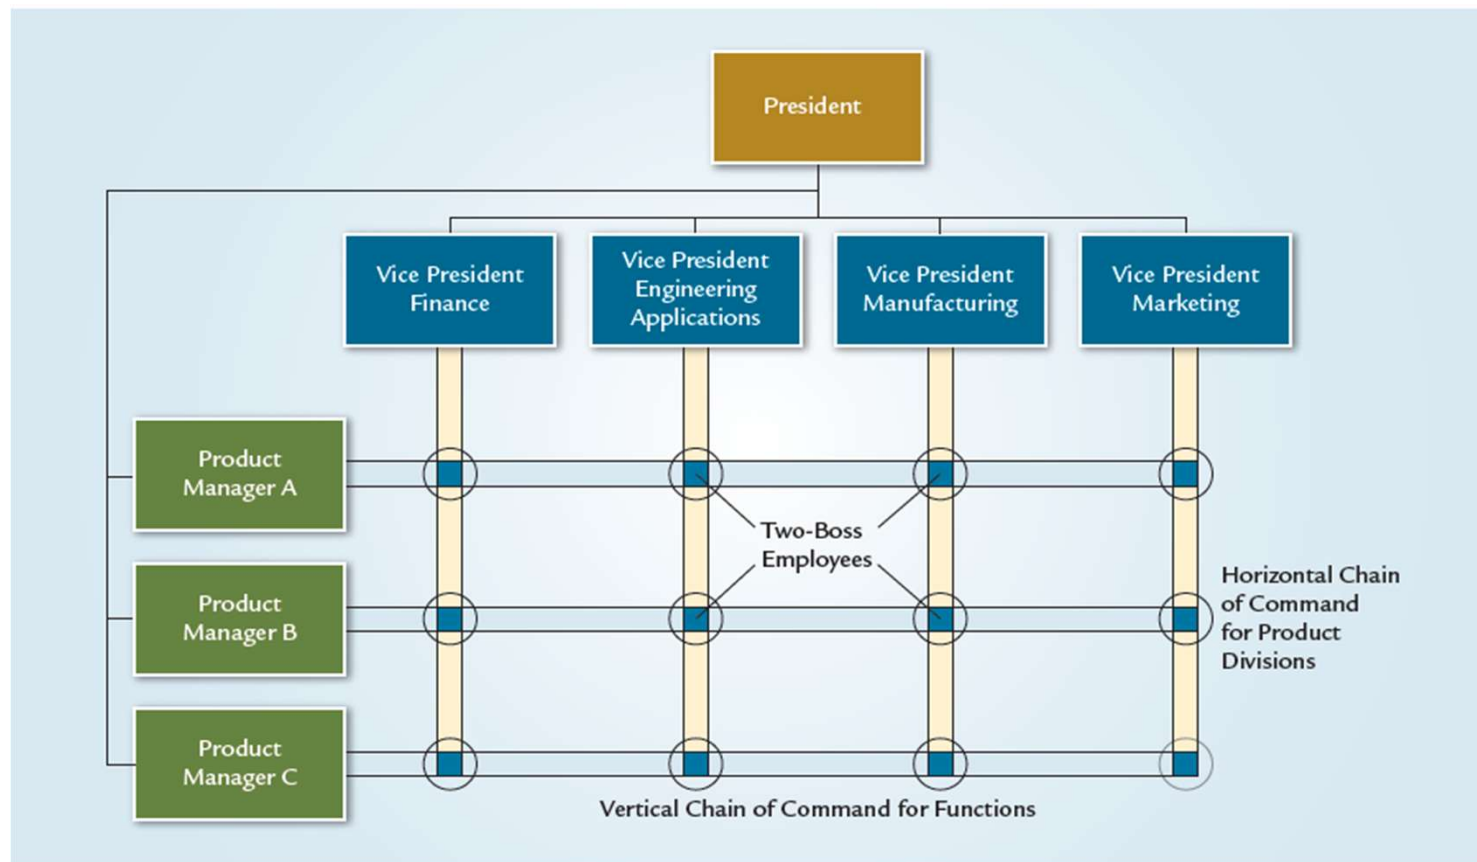 President
Vice President
Finance
Vice President
Engineering
Applications
Vice President
Manufacturing
Vice President
Marketing
Product
Manager A
Two-Boss
Employees
Product
Manager B
Horizontal Chain
of Command
for Product
Divisions
Product
Manager C
Vertical Chain of Command for Functions